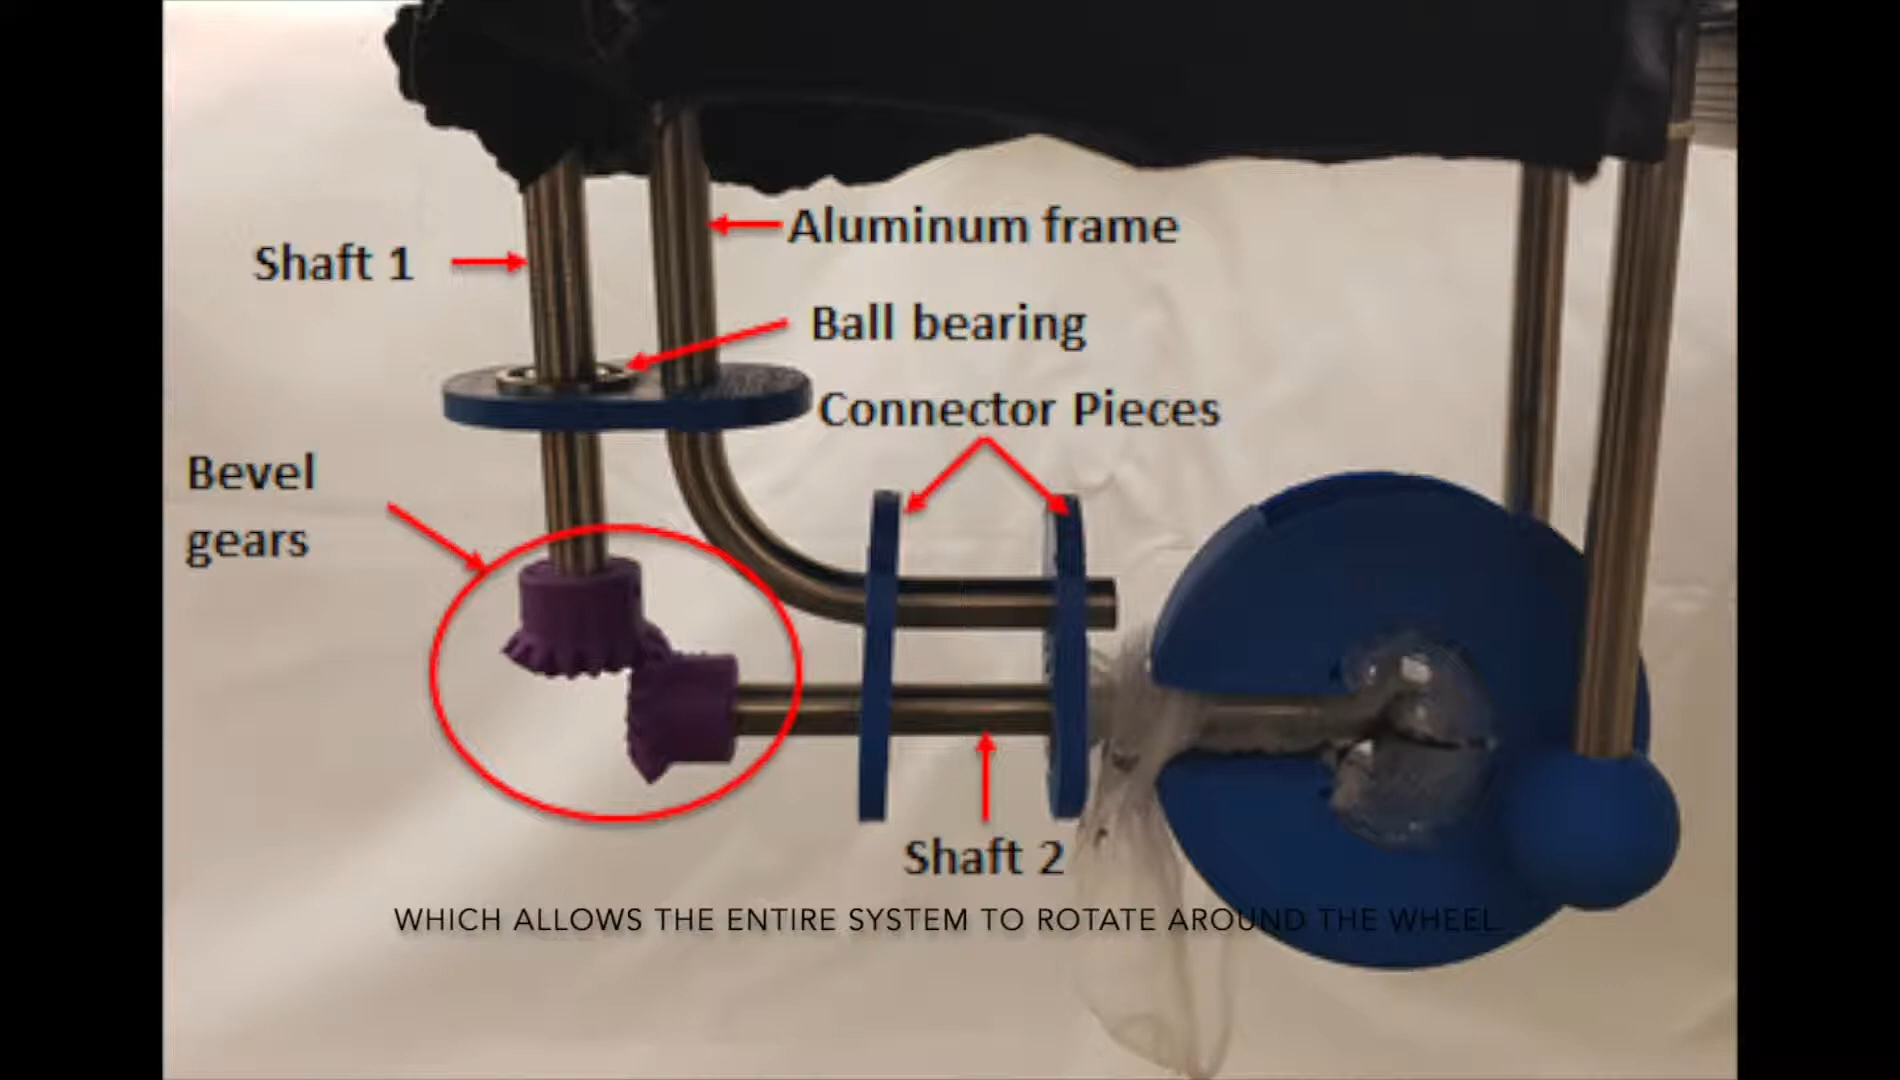 Aluminum frame
Shaft 1
Ball bearing
Connector Pieces
Bevel
gears
Shaft 2
WHICH ALLOWS THE ENTIRE SYSTEM TO ROTATE AROUND THE WHEEL.